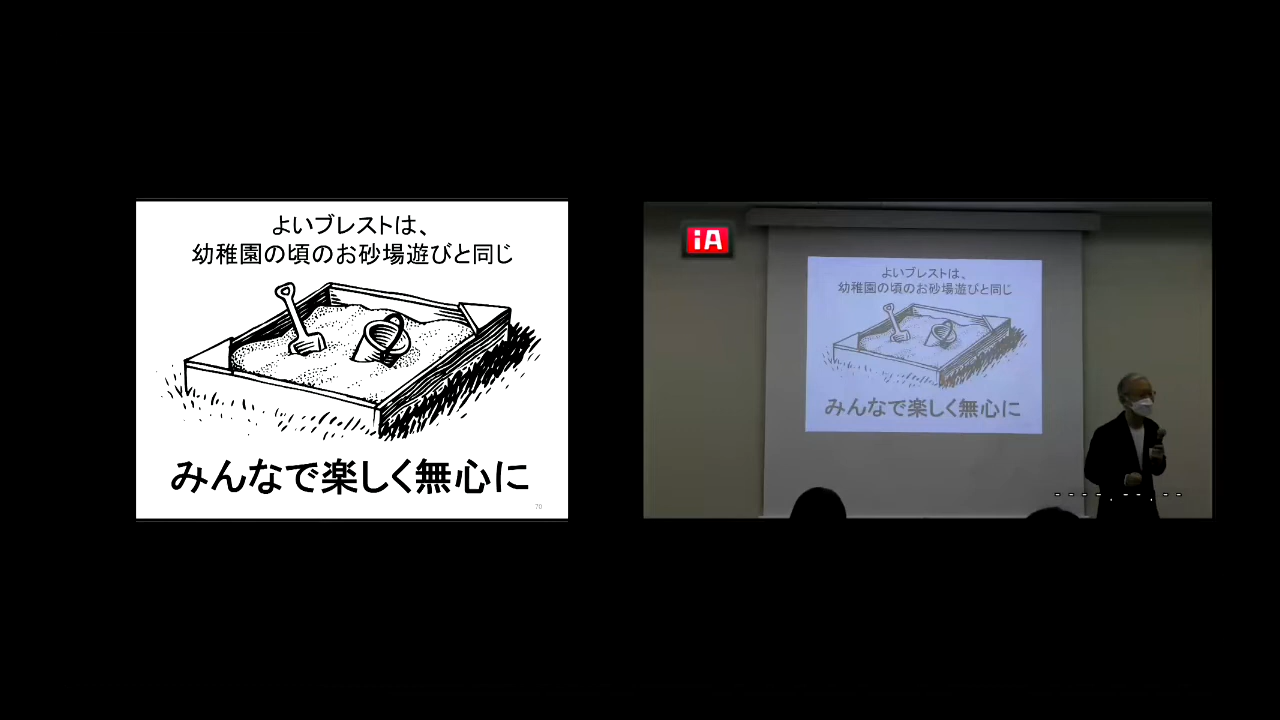 よいブレストは、
幼稚園の頃のお砂場遊びと同じ
みんなで楽しく無心に
70
iA
よいブレストは、
幼稚園の頃のお砂場遊びと同じ
みんなで楽しく無心に